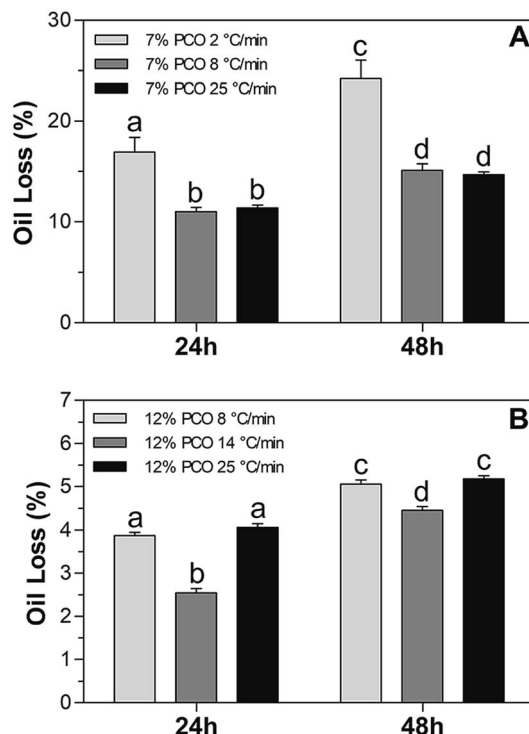 A
7% PCO 2 °C/min
7% PCO 8 °C/min
7% PCO 25 °C/min
Oil Loss (%)
30
20
10
0
a
b
b
c
d
d
24h
48h
B
12% PCO 8 °C/min
12% PCO 14 °C/min
12% PCO 25 °C/min
Oil Loss (%)
7
6
5
4
3
2
1
0
a
b
a
c
d
c
24h
48h